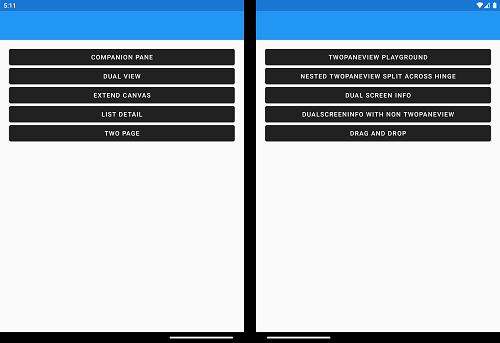 5:11
COMPANION PANE
DUAL VIEW
EXTEND CANVAS
LIST DETAIL
TWO PAGE
TWOPANEVIEW PLAYGROUND
NESTED TWOPANEVIEW SPLIT ACROSS HINGE
DUAL SCREEN INFO
DUALSCREENINFO WITH NON TWOPANEVIEW
DRAG AND DROP